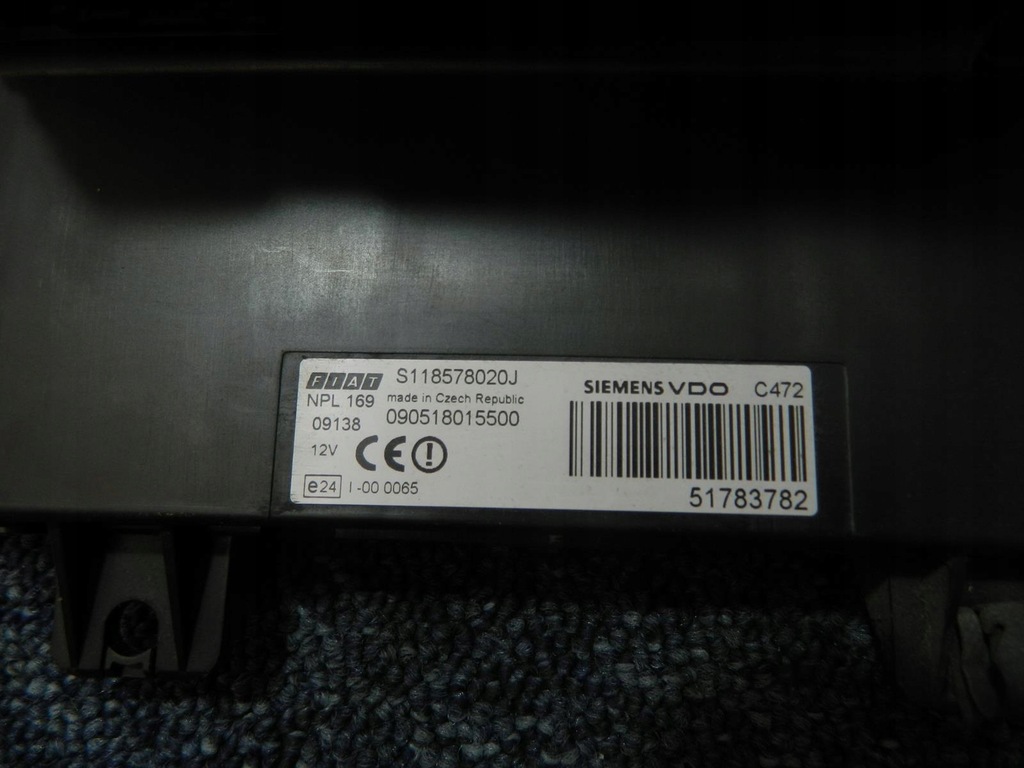 FIAT S118578020J SIEMENS VDO C472
NPL 169 made in Czech Republic
09138 090518015500
12V CE
e24 I -00 0065
51783782